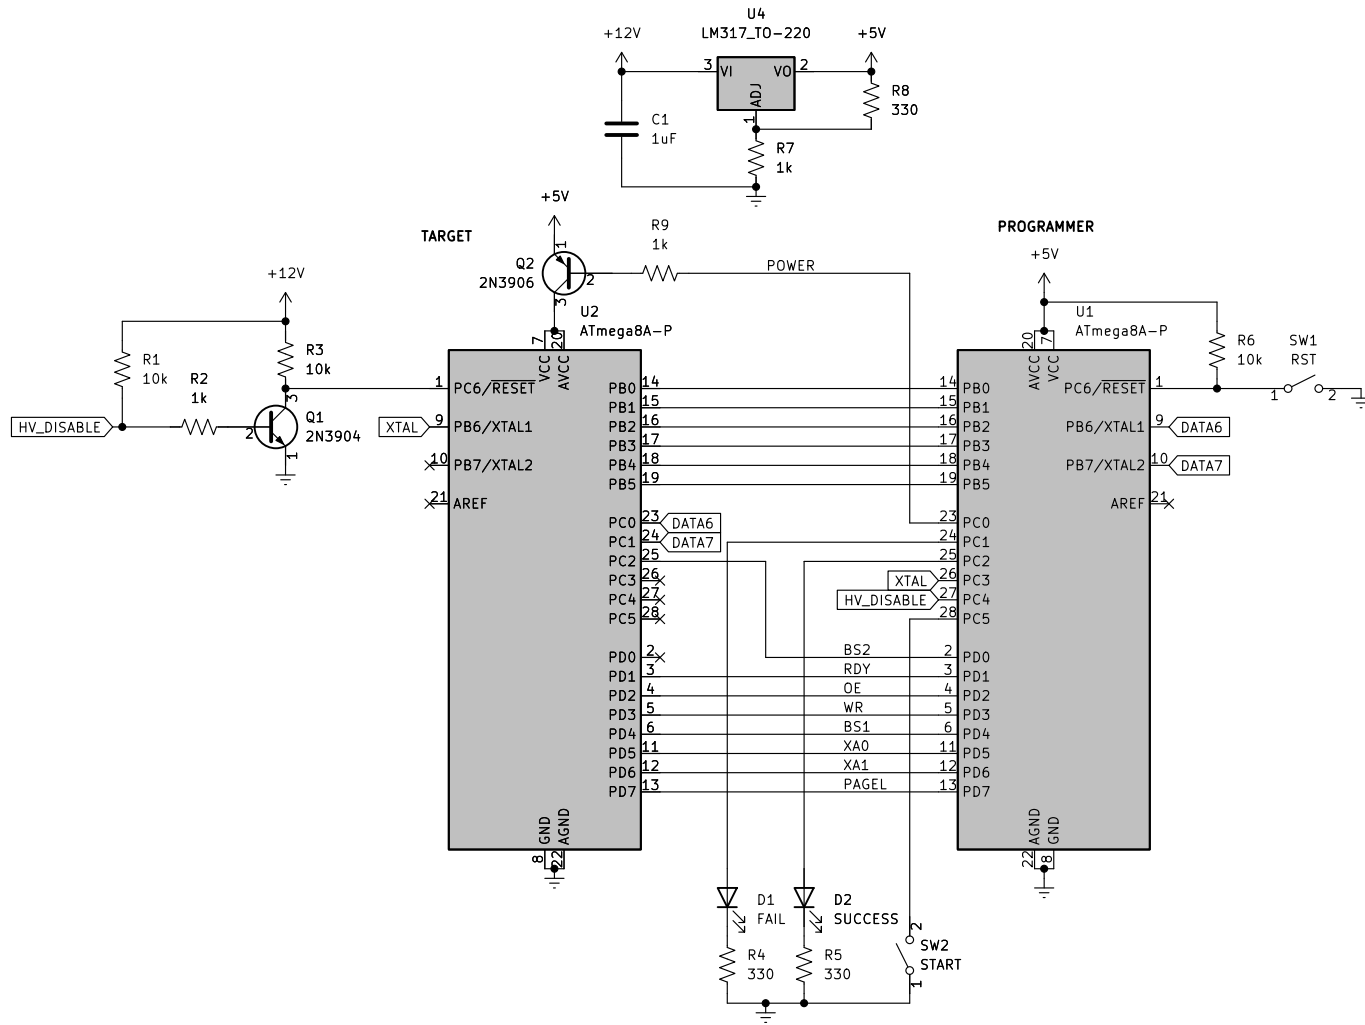 U4
LM317_TO-220
+12V
+5V
3
VI
VO
2
ADJ
1
R8
330
C1
1uF
R7
1k
+5V
TARGET
R9
1k
PROGRAMMER
+5V
1
Q2
2N3906
2
3
POWER
+12V
U2
ATmega8A-P
U1
ATmega8A-P
R1
10k
R2
1k
R3
10k
7
20
VCC
AVCC
20
7
AVCC
VCC
R6
10k
SW1
RST
1
PC6/RESET
PC6/RESET
1
1
2
HV_DISABLE
2
3
1
Q1
2N3904
XTAL
9
PB6/XTAL1
10
PB7/XTAL2
21
AREF
PB0
14
14
PB0
PB1
15
15
PB1
PB2
16
16
PB2
PB3
17
17
PB3
PB4
18
18
PB4
PB5
19
19
PB5
PB6/XTAL1
9
DATA6
PB7/XTAL2
10
DATA7
AREF
21
PC0
23
DATA6
23
PC0
PC1
24
DATA7
24
PC1
PC2
25
25
PC2
PC3
26
XTAL
26
PC3
PC4
27
HV_DISABLE
27
PC4
PC5
28
28
PC5
PD0
2
BS2
2
PD0
PD1
3
RDY
3
PD1
PD2
4
OE
4
PD2
PD3
5
WR
5
PD3
PD4
6
BS1
6
PD4
PD5
11
XA0
11
PD5
PD6
12
XA1
12
PD6
PD7
13
PAGEL
13
PD7
GND
AGND
8
22
AGND
GND
22
8
D1
FAIL
D2
SUCCESS
R4
330
R5
330
2
SW2
START
1